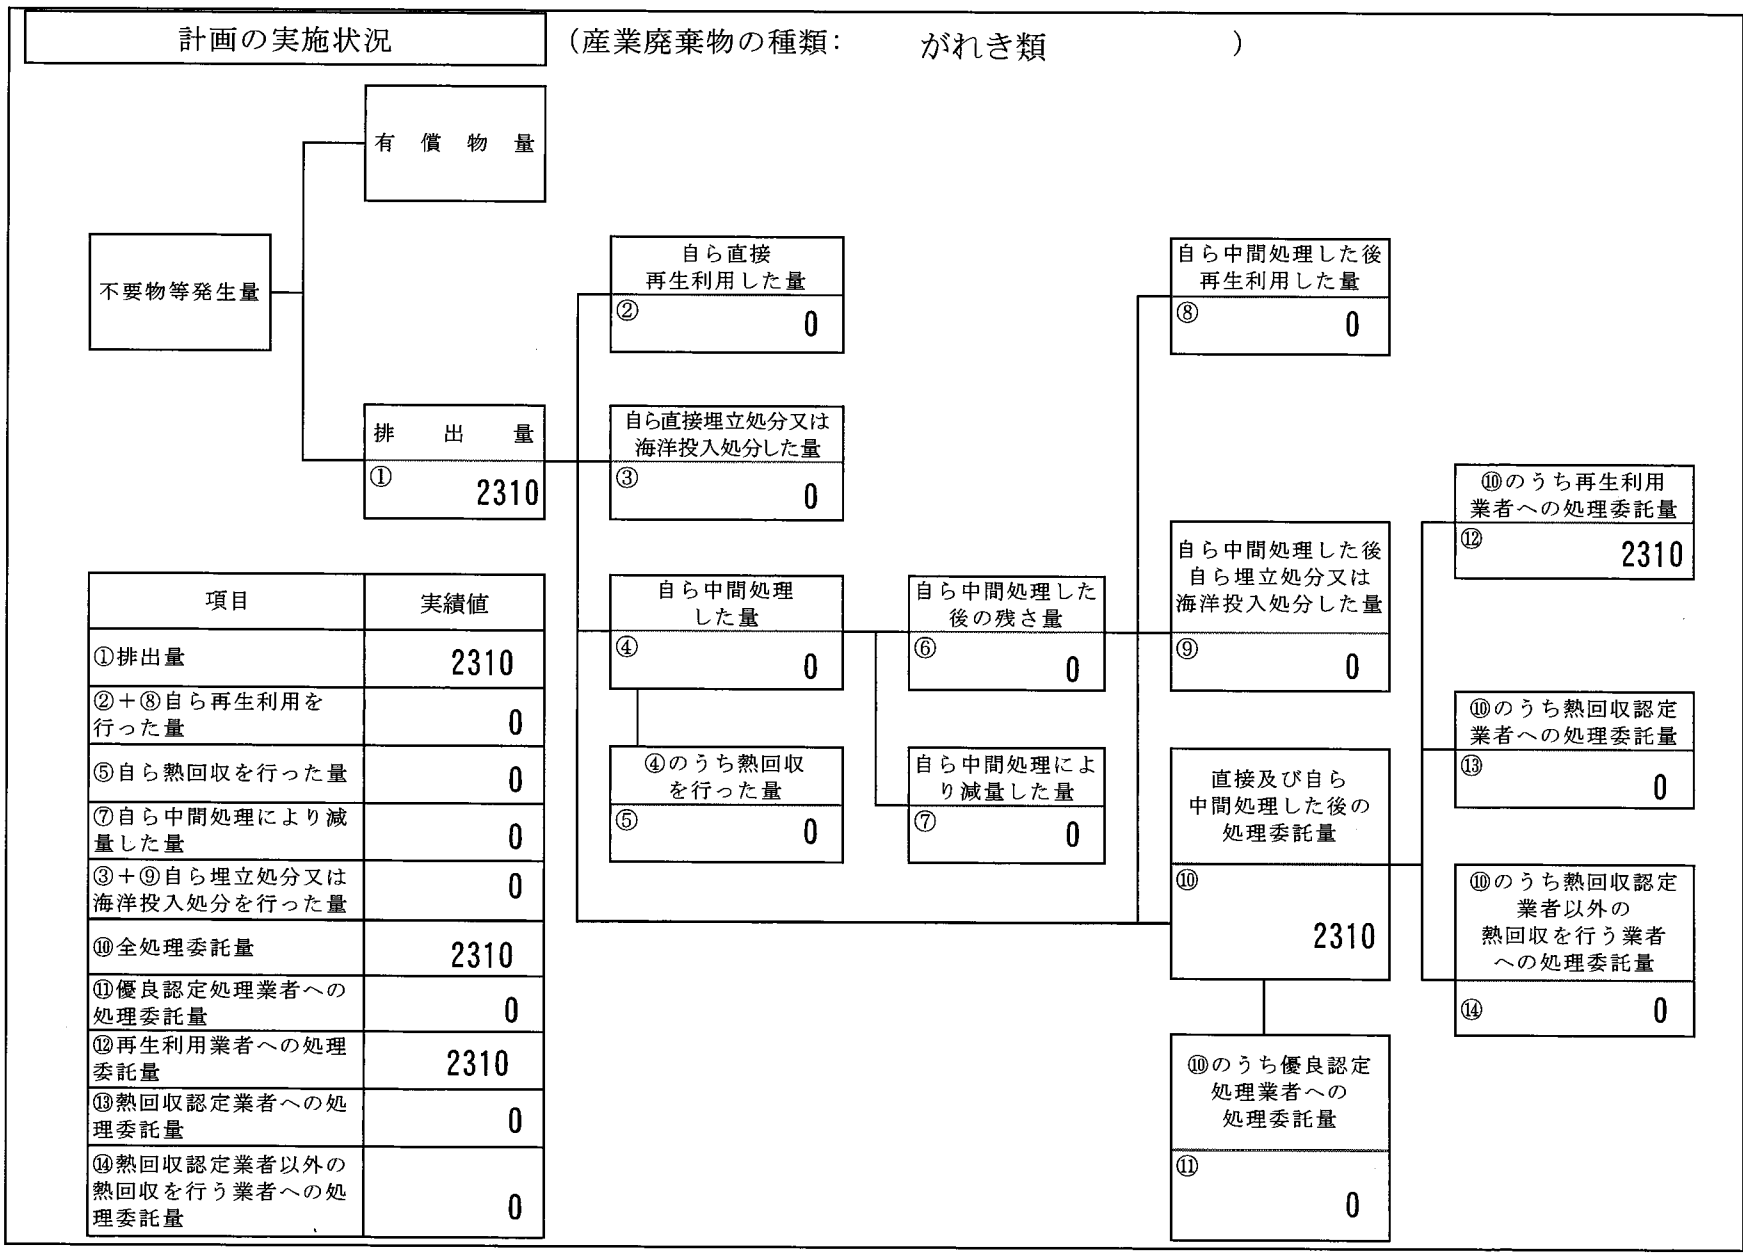 計画の実施状況
(産業廃棄物の種類: がれき類 )
有償物量
不要物等発生量
排出量
① 2310
自ら直接
再生利用した量
② 0
自ら直接埋立処分又は
海洋投入処分した量
③ 0
自ら中間処理
した量
④ 0
④のうち熱回収
を行った量
⑤ 0
自ら中間処理した
後の残さ量
⑥ 0
自ら中間処理によ
り減量した量
⑦ 0
自ら中間処理した後
再生利用した量
⑧ 0
自ら中間処理した後
自ら埋立処分又は
海洋投入処分した量
⑨ 0
直接及び自ら
中間処理した後の
処理委託量
⑩
2310
⑩のうち優良認定
処理業者への
処理委託量
⑪
0
⑩のうち再生利用
業者への処理委託量
⑫ 2310
⑩のうち熱回収認定
業者への処理委託量
⑬ 0
⑩のうち熱回収認定
業者以外の
熱回収を行う業者
への処理委託量
⑭ 0
項目 実績値
①排出量 2310
②+⑧自ら再生利用を
行った量 0
⑤自ら熱回収を行った量 0
⑦自ら中間処理により減
量した量 0
③+⑨自ら埋立処分又は
海洋投入処分を行った量 0
⑩全処理委託量 2310
⑪優良認定処理業者への
処理委託量 0
⑫再生利用業者への処理
委託量 2310
⑬熱回収認定業者への処
理委託量 0
⑭熱回収認定業者以外の
熱回収を行う業者への処
理委託量 0